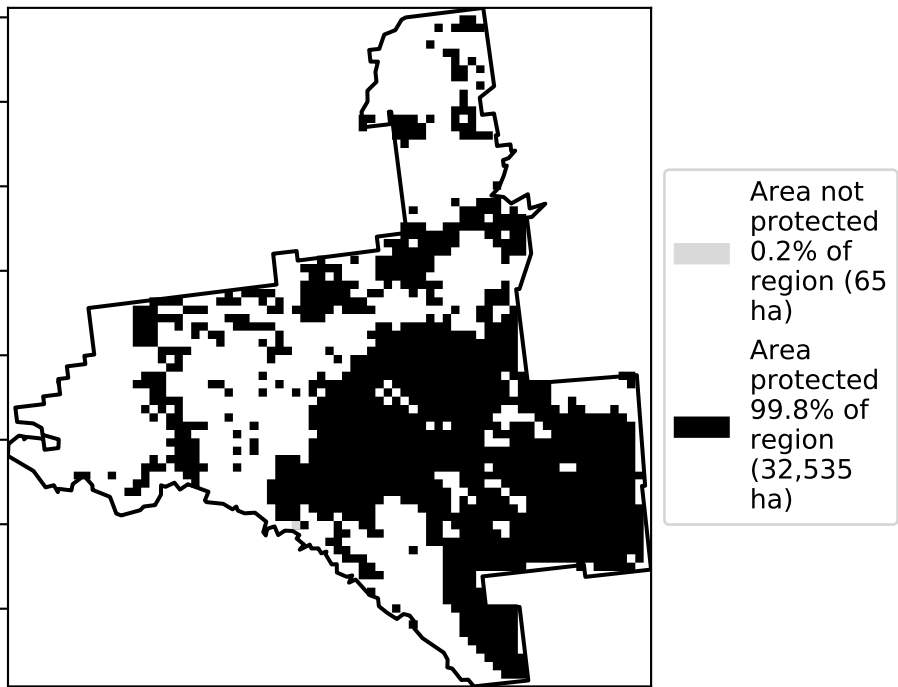 Area not
protected
0.2% of
region (65
ha)
Area
protected
99.8% of
region
(32,535
ha)